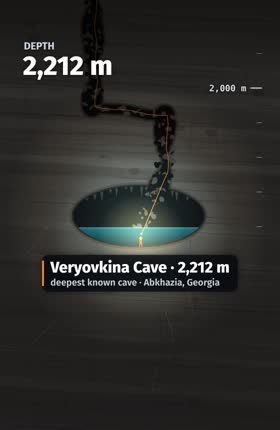 DEPTH
2,212 m
2,000 m
Veryovkina Cave · 2,212 m
deepest known cave · Abkhazia, Georgia